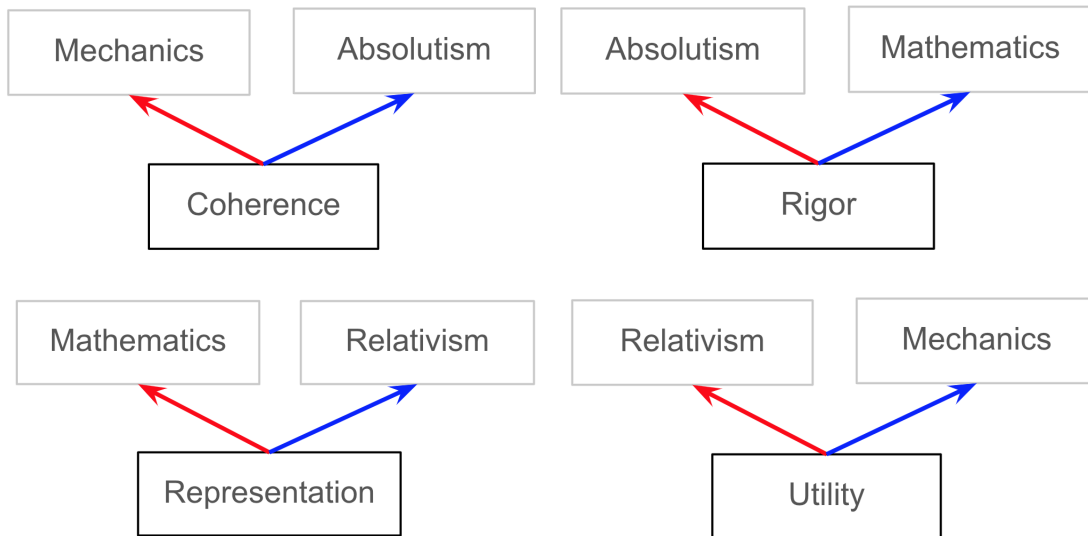 Mechanics
Absolutism
Coherence
Absolutism
Mathematics
Rigor
Mathematics
Relativism
Representation
Relativism
Mechanics
Utility